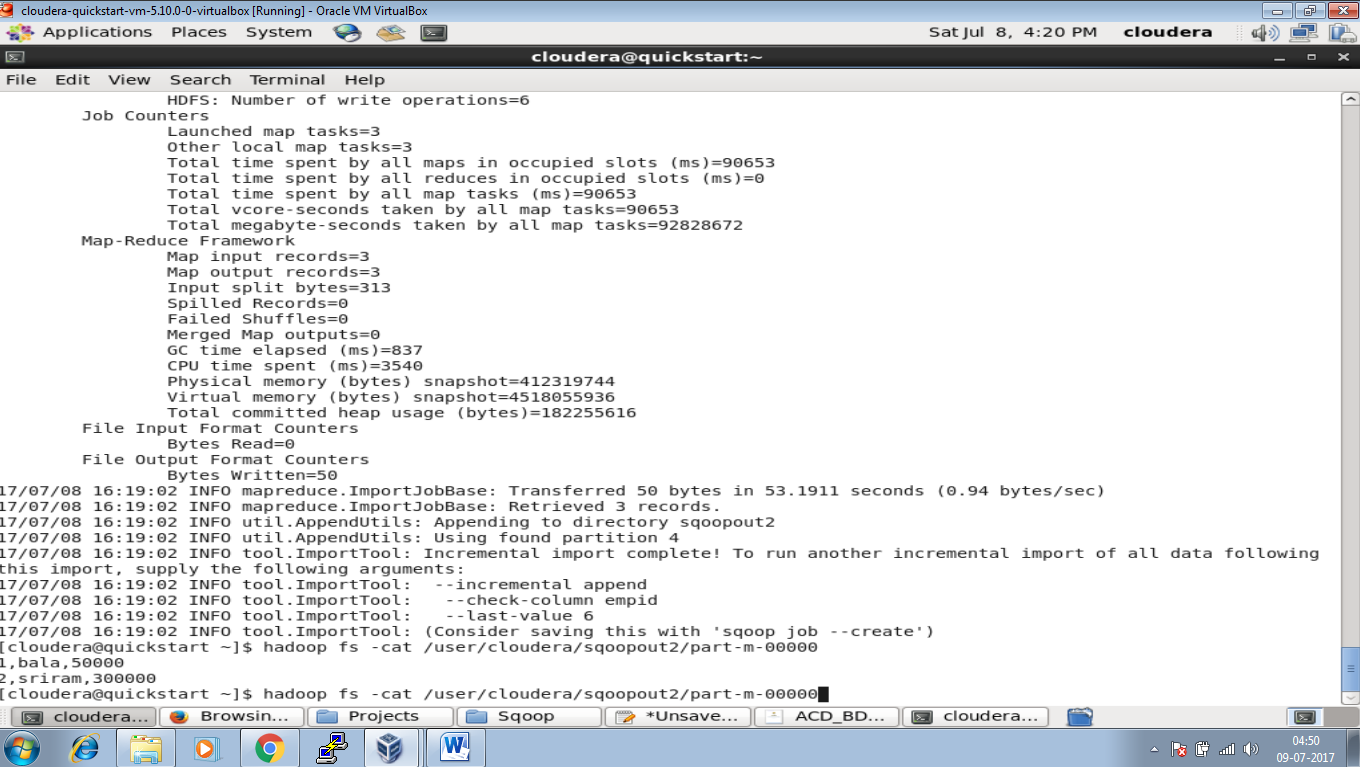 cloudera-quickstart-vm-5.10.0-0-virtualbox [Running] - Oracle VM VirtualBox
Applications Places System Sat Jul 8, 4:20 PM cloudera
cloudera@quickstart:~
File Edit View Search Terminal Help
HDFS: Number of write operations=6
Job Counters
Launched map tasks=3
Other local map tasks=3
Total time spent by all maps in occupied slots (ms)=90653
Total time spent by all reduces in occupied slots (ms)=0
Total time spent by all map tasks (ms)=90653
Total vcore-seconds taken by all map tasks=90653
Total megabyte-seconds taken by all map tasks=92828672
Map-Reduce Framework
Map input records=3
Map output records=3
Input split bytes=313
Spilled Records=0
Failed Shuffles=0
Merged Map outputs=0
GC time elapsed (ms)=837
CPU time spent (ms)=3540
Physical memory (bytes) snapshot=412319744
Virtual memory (bytes) snapshot=4518055936
Total committed heap usage (bytes)=182255616
File Input Format Counters
Bytes Read=0
File Output Format Counters
Bytes Written=50
17/07/08 16:19:02 INFO mapreduce.ImportJobBase: Transferred 50 bytes in 53.1911 seconds (0.94 bytes/sec)
17/07/08 16:19:02 INFO mapreduce.ImportJobBase: Retrieved 3 records.
17/07/08 16:19:02 INFO util.AppendUtils: Appending to directory sqoopout2
17/07/08 16:19:02 INFO util.AppendUtils: Using found partition 4
17/07/08 16:19:02 INFO tool.ImportTool: Incremental import complete! To run another incremental import of all data following
this import, supply the following arguments:
17/07/08 16:19:02 INFO tool.ImportTool: --incremental append
17/07/08 16:19:02 INFO tool.ImportTool: --check-column empid
17/07/08 16:19:02 INFO tool.ImportTool: --last-value 6
17/07/08 16:19:02 INFO tool.ImportTool: (Consider saving this with 'sqoop job --create')
[cloudera@quickstart ~]$ hadoop fs -cat /user/cloudera/sqoopout2/part-m-00000
1,bala,50000
2,sriram,300000
[cloudera@quickstart ~]$ hadoop fs -cat /user/cloudera/sqoopout2/part-m-00000
cloudera... Browsin... Projects Sqoop *Unsave... ACD_BD... cloudera...
04:50
09-07-2017